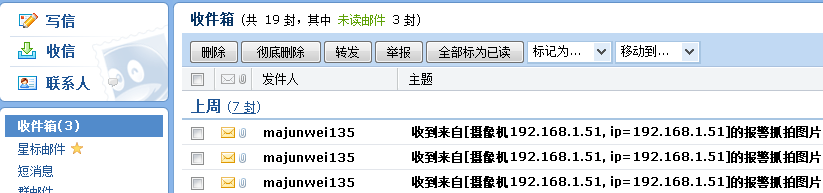 写信
收信
联系人
收件箱(3)
星标邮件
短消息
群邮件
收件箱 (共 19 封，其中 未读邮件 3 封)
删除 彻底删除 转发 举报 全部标为已读 标记为... 移动到...
发件人 主题
上周 (7 封)
majunwei135 收到来自[摄像机192.168.1.51, ip=192.168.1.51]的报警抓拍图片
majunwei135 收到来自[摄像机192.168.1.51, ip=192.168.1.51]的报警抓拍图片
majunwei135 收到来自[摄像机192.168.1.51, ip=192.168.1.51]的报警抓拍图片